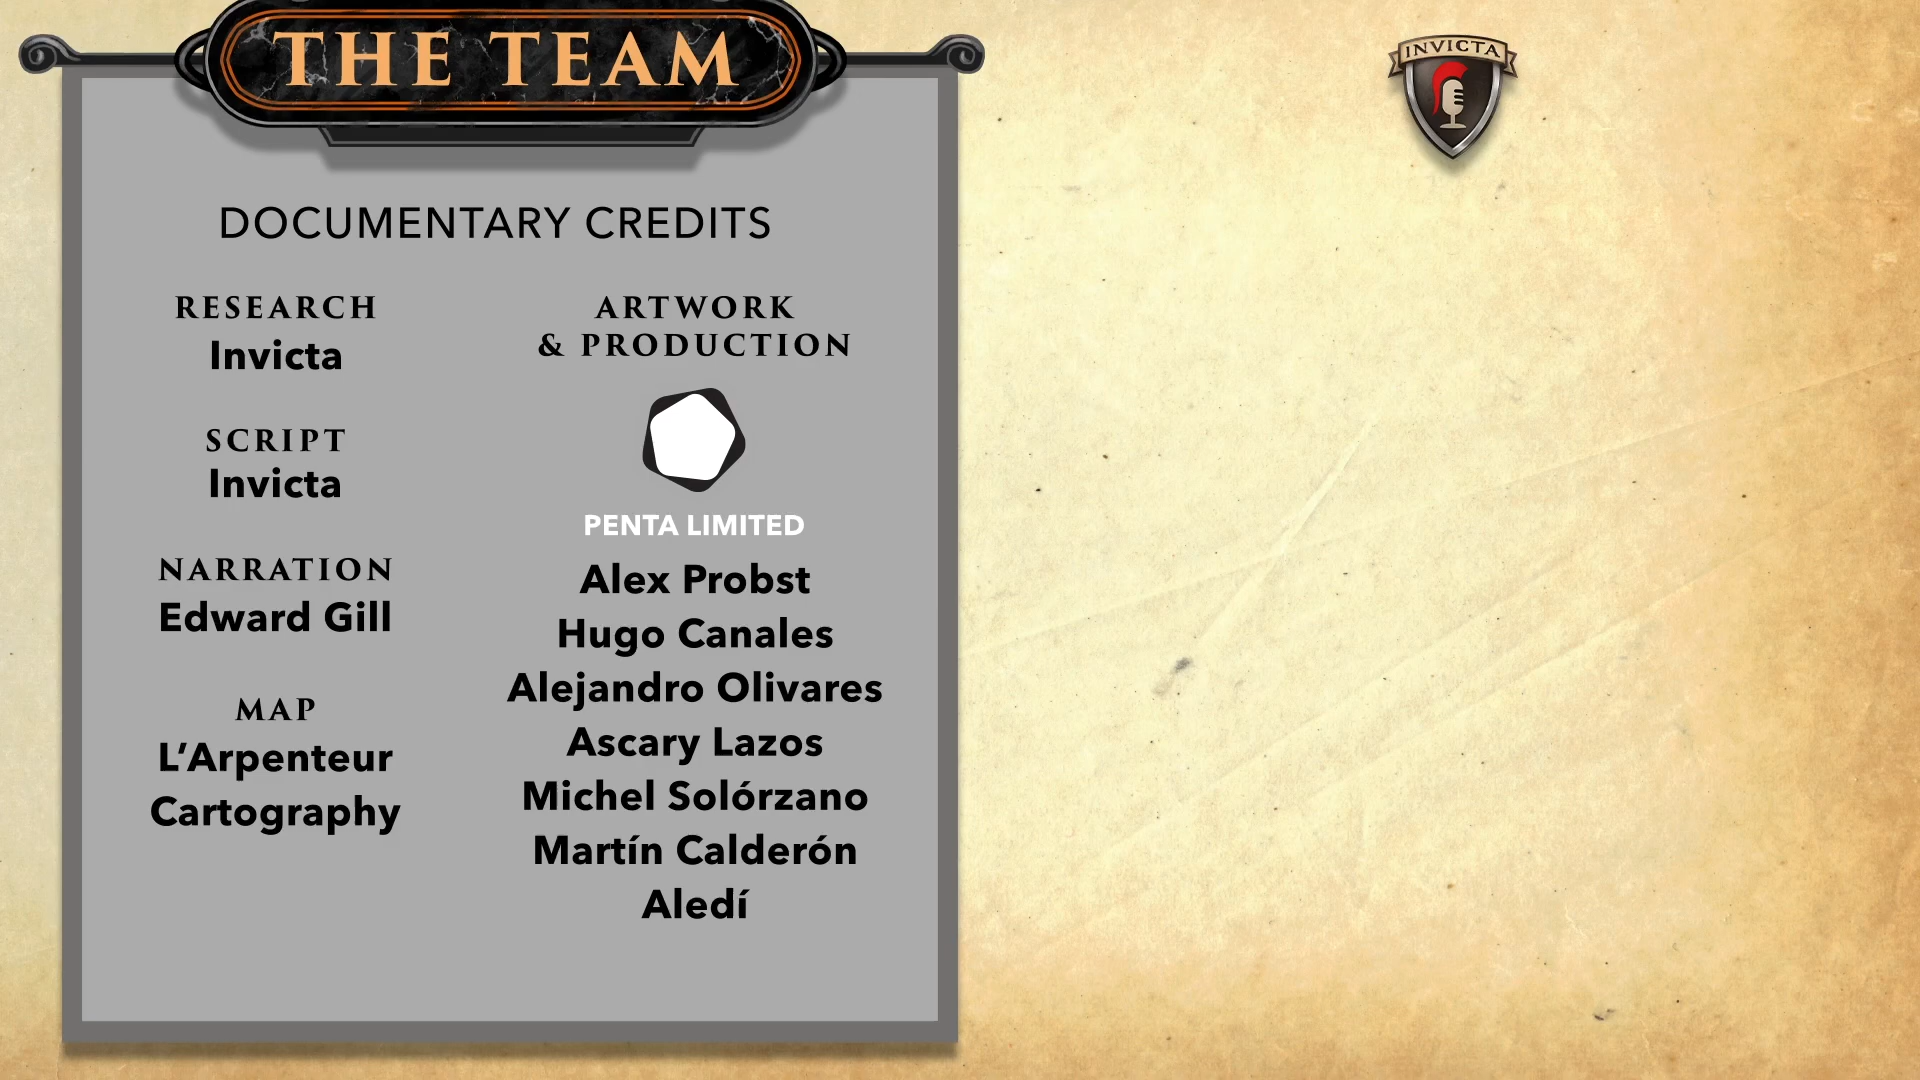 THE TEAM
INVICTA
DOCUMENTARY CREDITS
RESEARCH
Invicta
SCRIPT
Invicta
NARRATION
Edward Gill
MAP
L’Arpenteur
Cartography
ARTWORK
& PRODUCTION
PENTA LIMITED
Alex Probst
Hugo Canales
Alejandro Olivares
Ascary Lazos
Michel Solórzano
Martín Calderón
Aledí